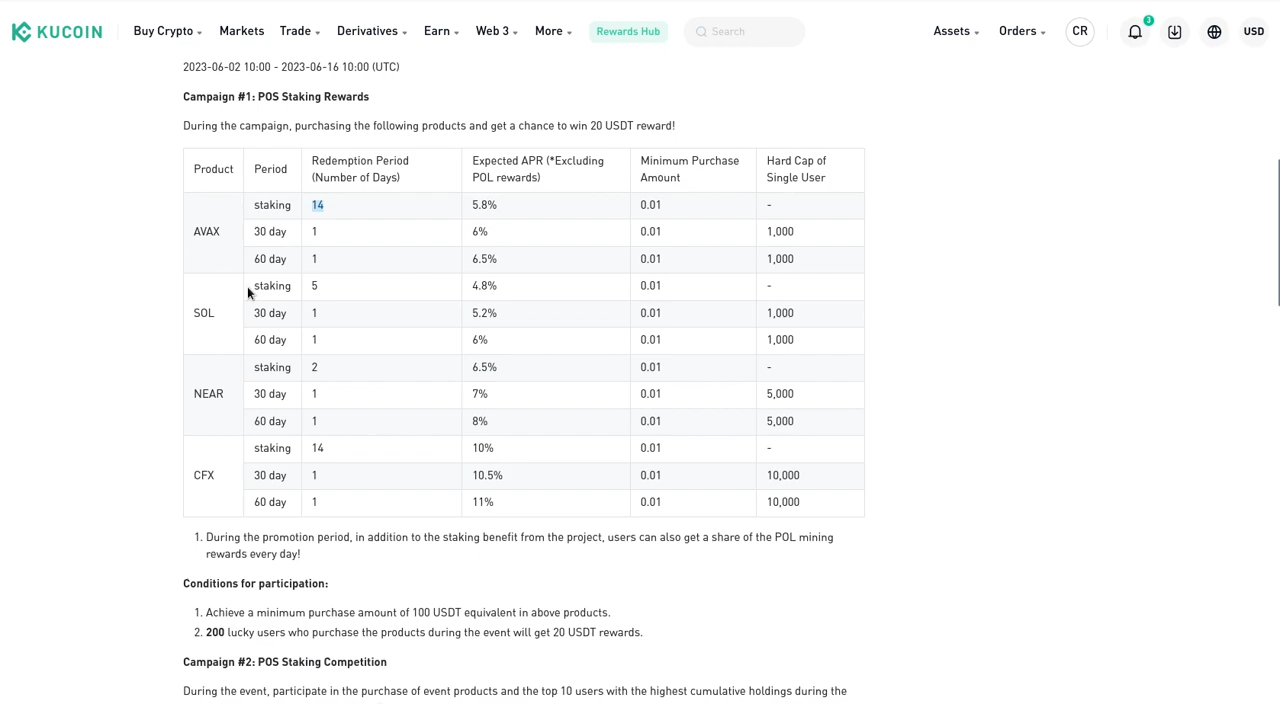 KUCOIN Buy Crypto Markets Trade Derivatives Earn Web 3 More Rewards Hub Search Assets Orders CR 3 USD
2023-06-02 10:00 - 2023-06-16 10:00 (UTC)
Campaign #1: POS Staking Rewards
During the campaign, purchasing the following products and get a chance to win 20 USDT reward!
Product Period Redemption Period (Number of Days) Expected APR (*Excluding POL rewards) Minimum Purchase Amount Hard Cap of Single User
AVAX staking 14 5.8% 0.01 -
30 day 1 6% 0.01 1,000
60 day 1 6.5% 0.01 1,000
SOL staking 5 4.8% 0.01 -
30 day 1 5.2% 0.01 1,000
60 day 1 6% 0.01 1,000
NEAR staking 2 6.5% 0.01 -
30 day 1 7% 0.01 5,000
60 day 1 8% 0.01 5,000
CFX staking 14 10% 0.01 -
30 day 1 10.5% 0.01 10,000
60 day 1 11% 0.01 10,000
1. During the promotion period, in addition to the staking benefit from the project, users can also get a share of the POL mining
rewards every day!
Conditions for participation:
1. Achieve a minimum purchase amount of 100 USDT equivalent in above products.
2. 200 lucky users who purchase the products during the event will get 20 USDT rewards.
Campaign #2: POS Staking Competition
During the event, participate in the purchase of event products and the top 10 users with the highest cumulative holdings during the